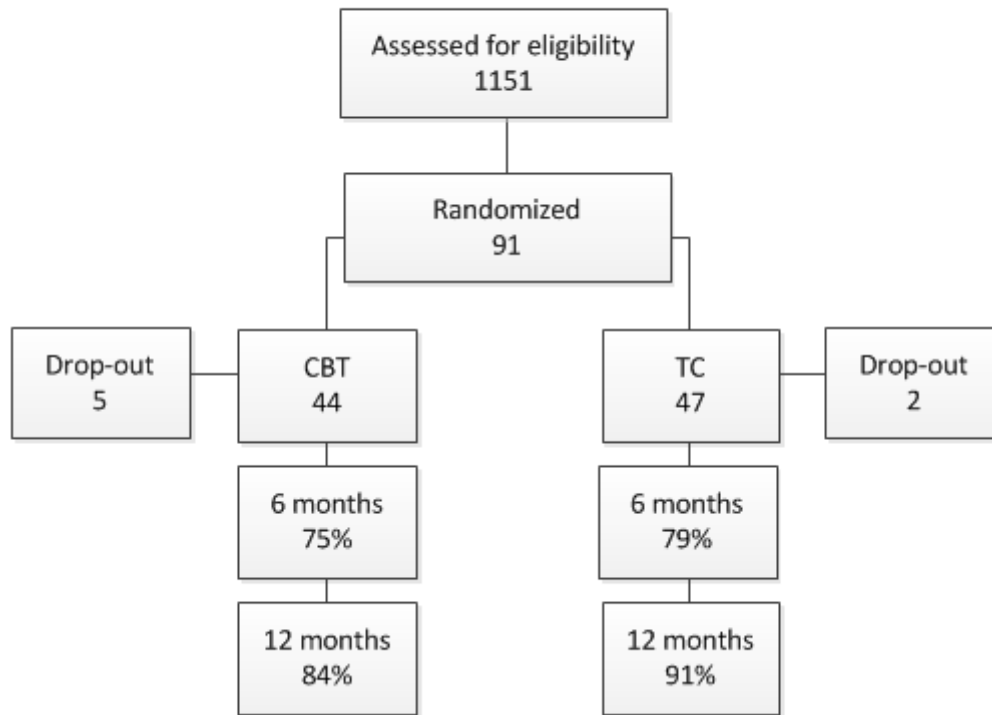 Assessed for eligibility
1151
Randomized
91
Drop-out
5
CBT
44
TC
47
Drop-out
2
6 months
75%
6 months
79%
12 months
84%
12 months
91%